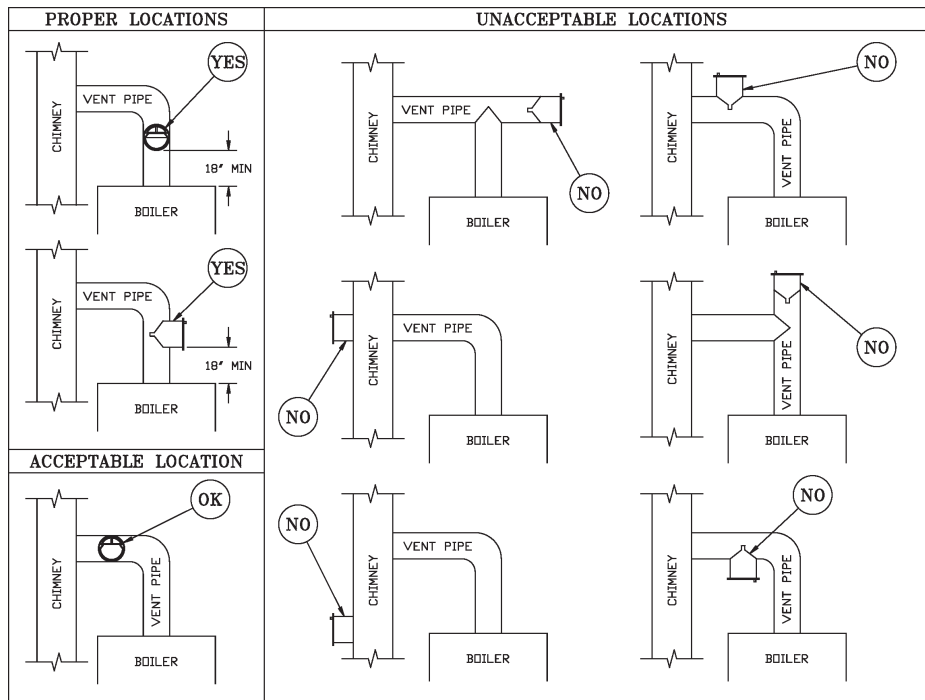 PROPER LOCATIONS
CHIMNEY
VENT PIPE
YES
18" MIN
BOILER
CHIMNEY
VENT PIPE
YES
18" MIN
BOILER
ACCEPTABLE LOCATION
CHIMNEY
OK
VENT PIPE
BOILER
UNACCEPTABLE LOCATIONS
CHIMNEY
VENT PIPE
NO
BOILER
CHIMNEY
NO
VENT PIPE
BOILER
NO
CHIMNEY
VENT PIPE
BOILER
CHIMNEY
NO
VENT PIPE
BOILER
NO
CHIMNEY
VENT PIPE
BOILER
CHIMNEY
NO
VENT PIPE
BOILER